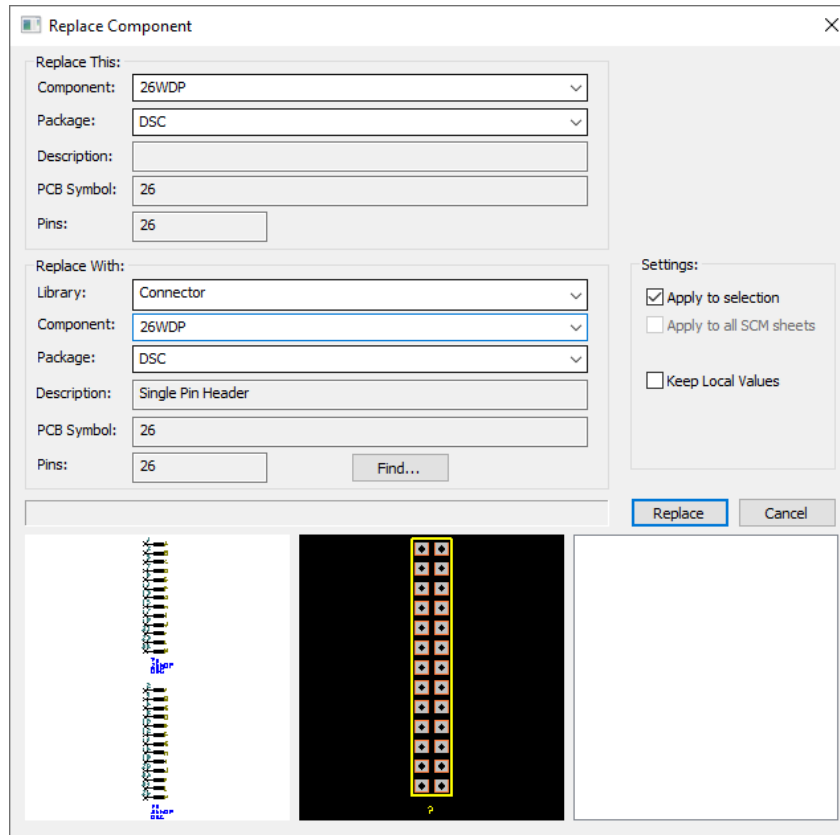 Replace Component
Replace This:
Component: 26WDP
Package: DSC
Description:
PCB Symbol: 26
Pins: 26
Replace With:
Library: Connector
Component: 26WDP
Package: DSC
Description: Single Pin Header
PCB Symbol: 26
Pins: 26
Find...
Settings:
Apply to selection
Apply to all SCM sheets
Keep Local Values
Replace
Cancel
?